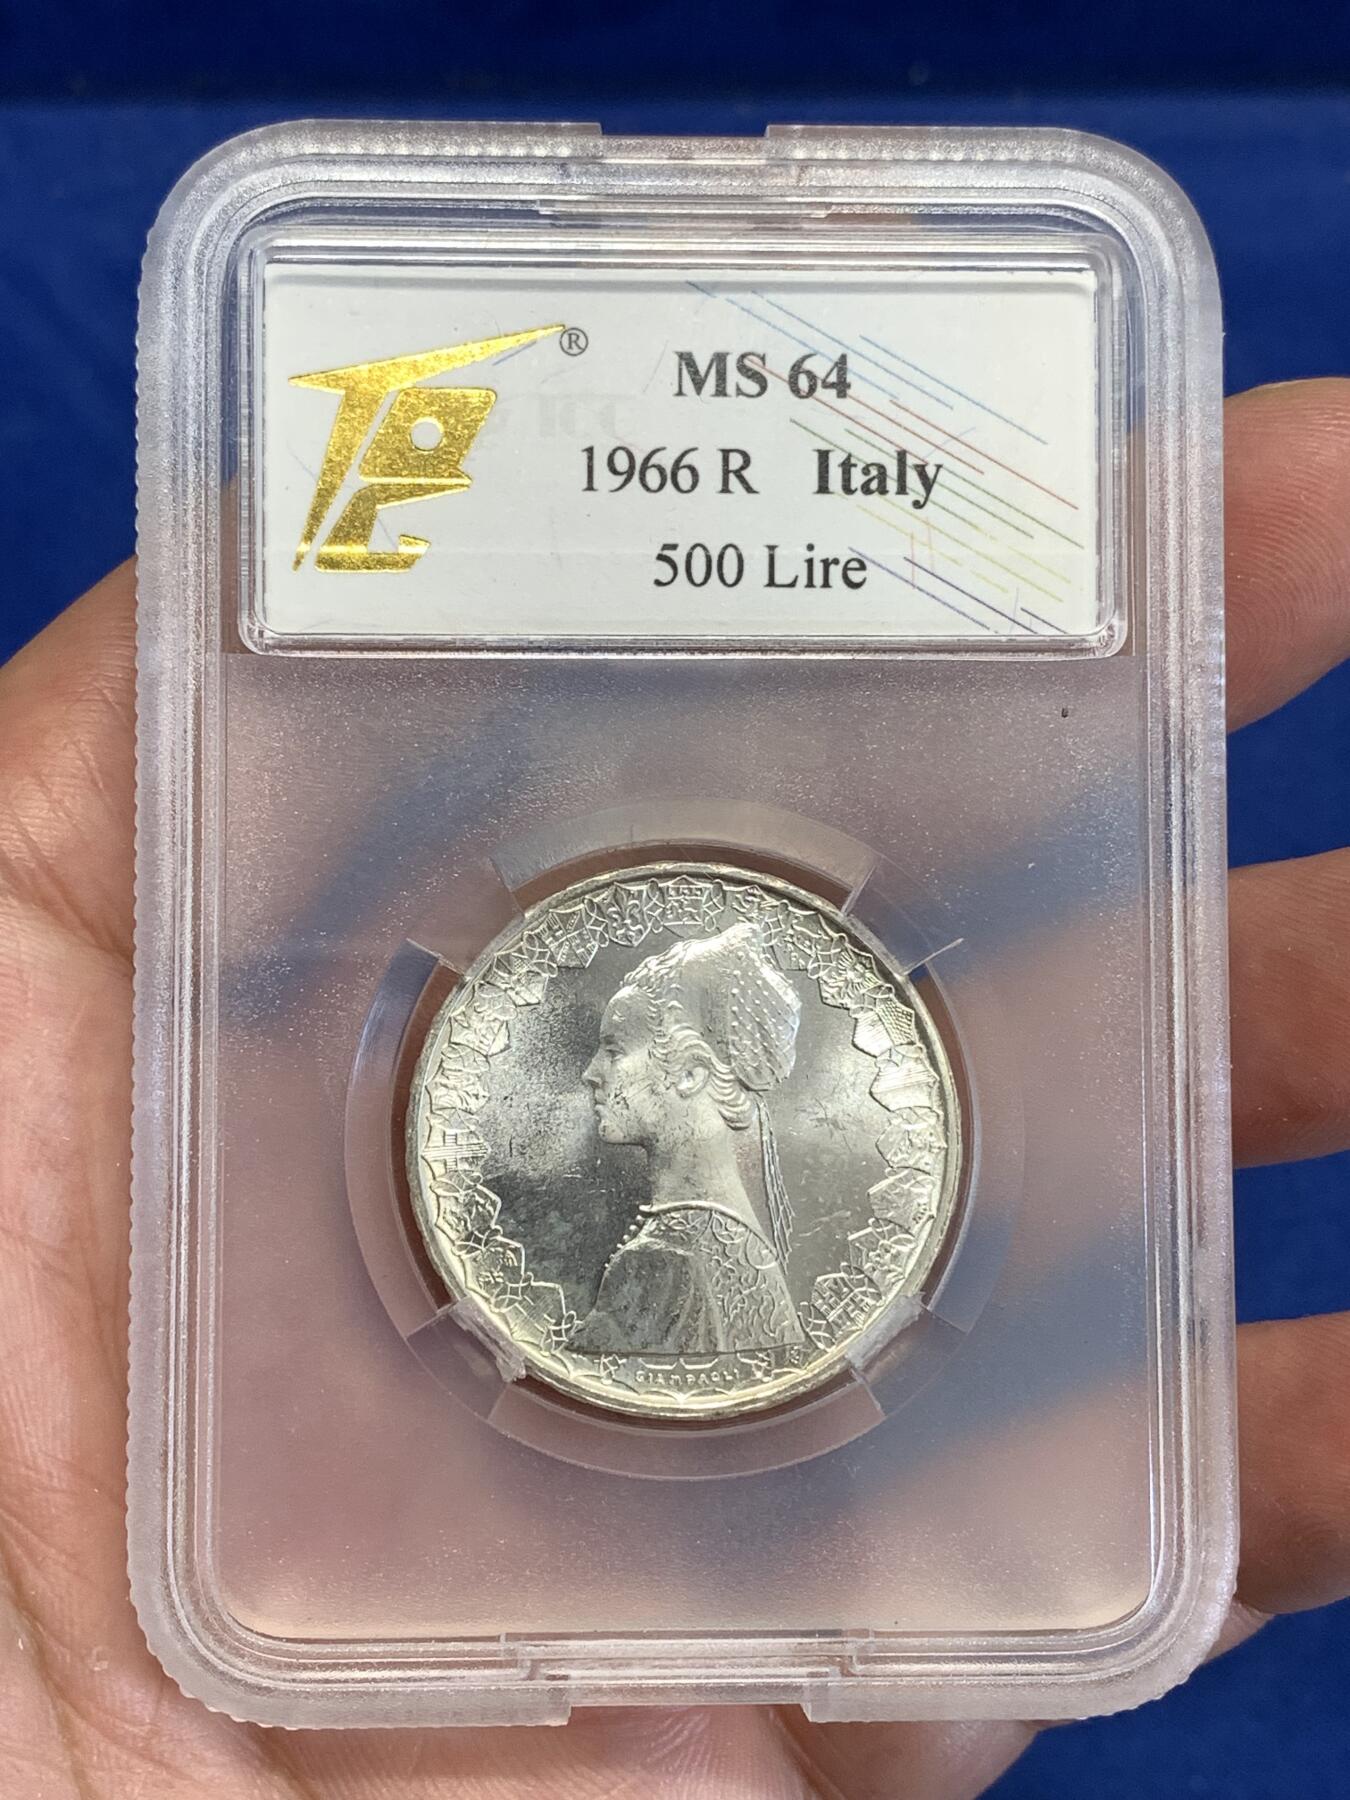 ®
MS 64
1966 R Italy
500 Lire
GIAMPAOLI